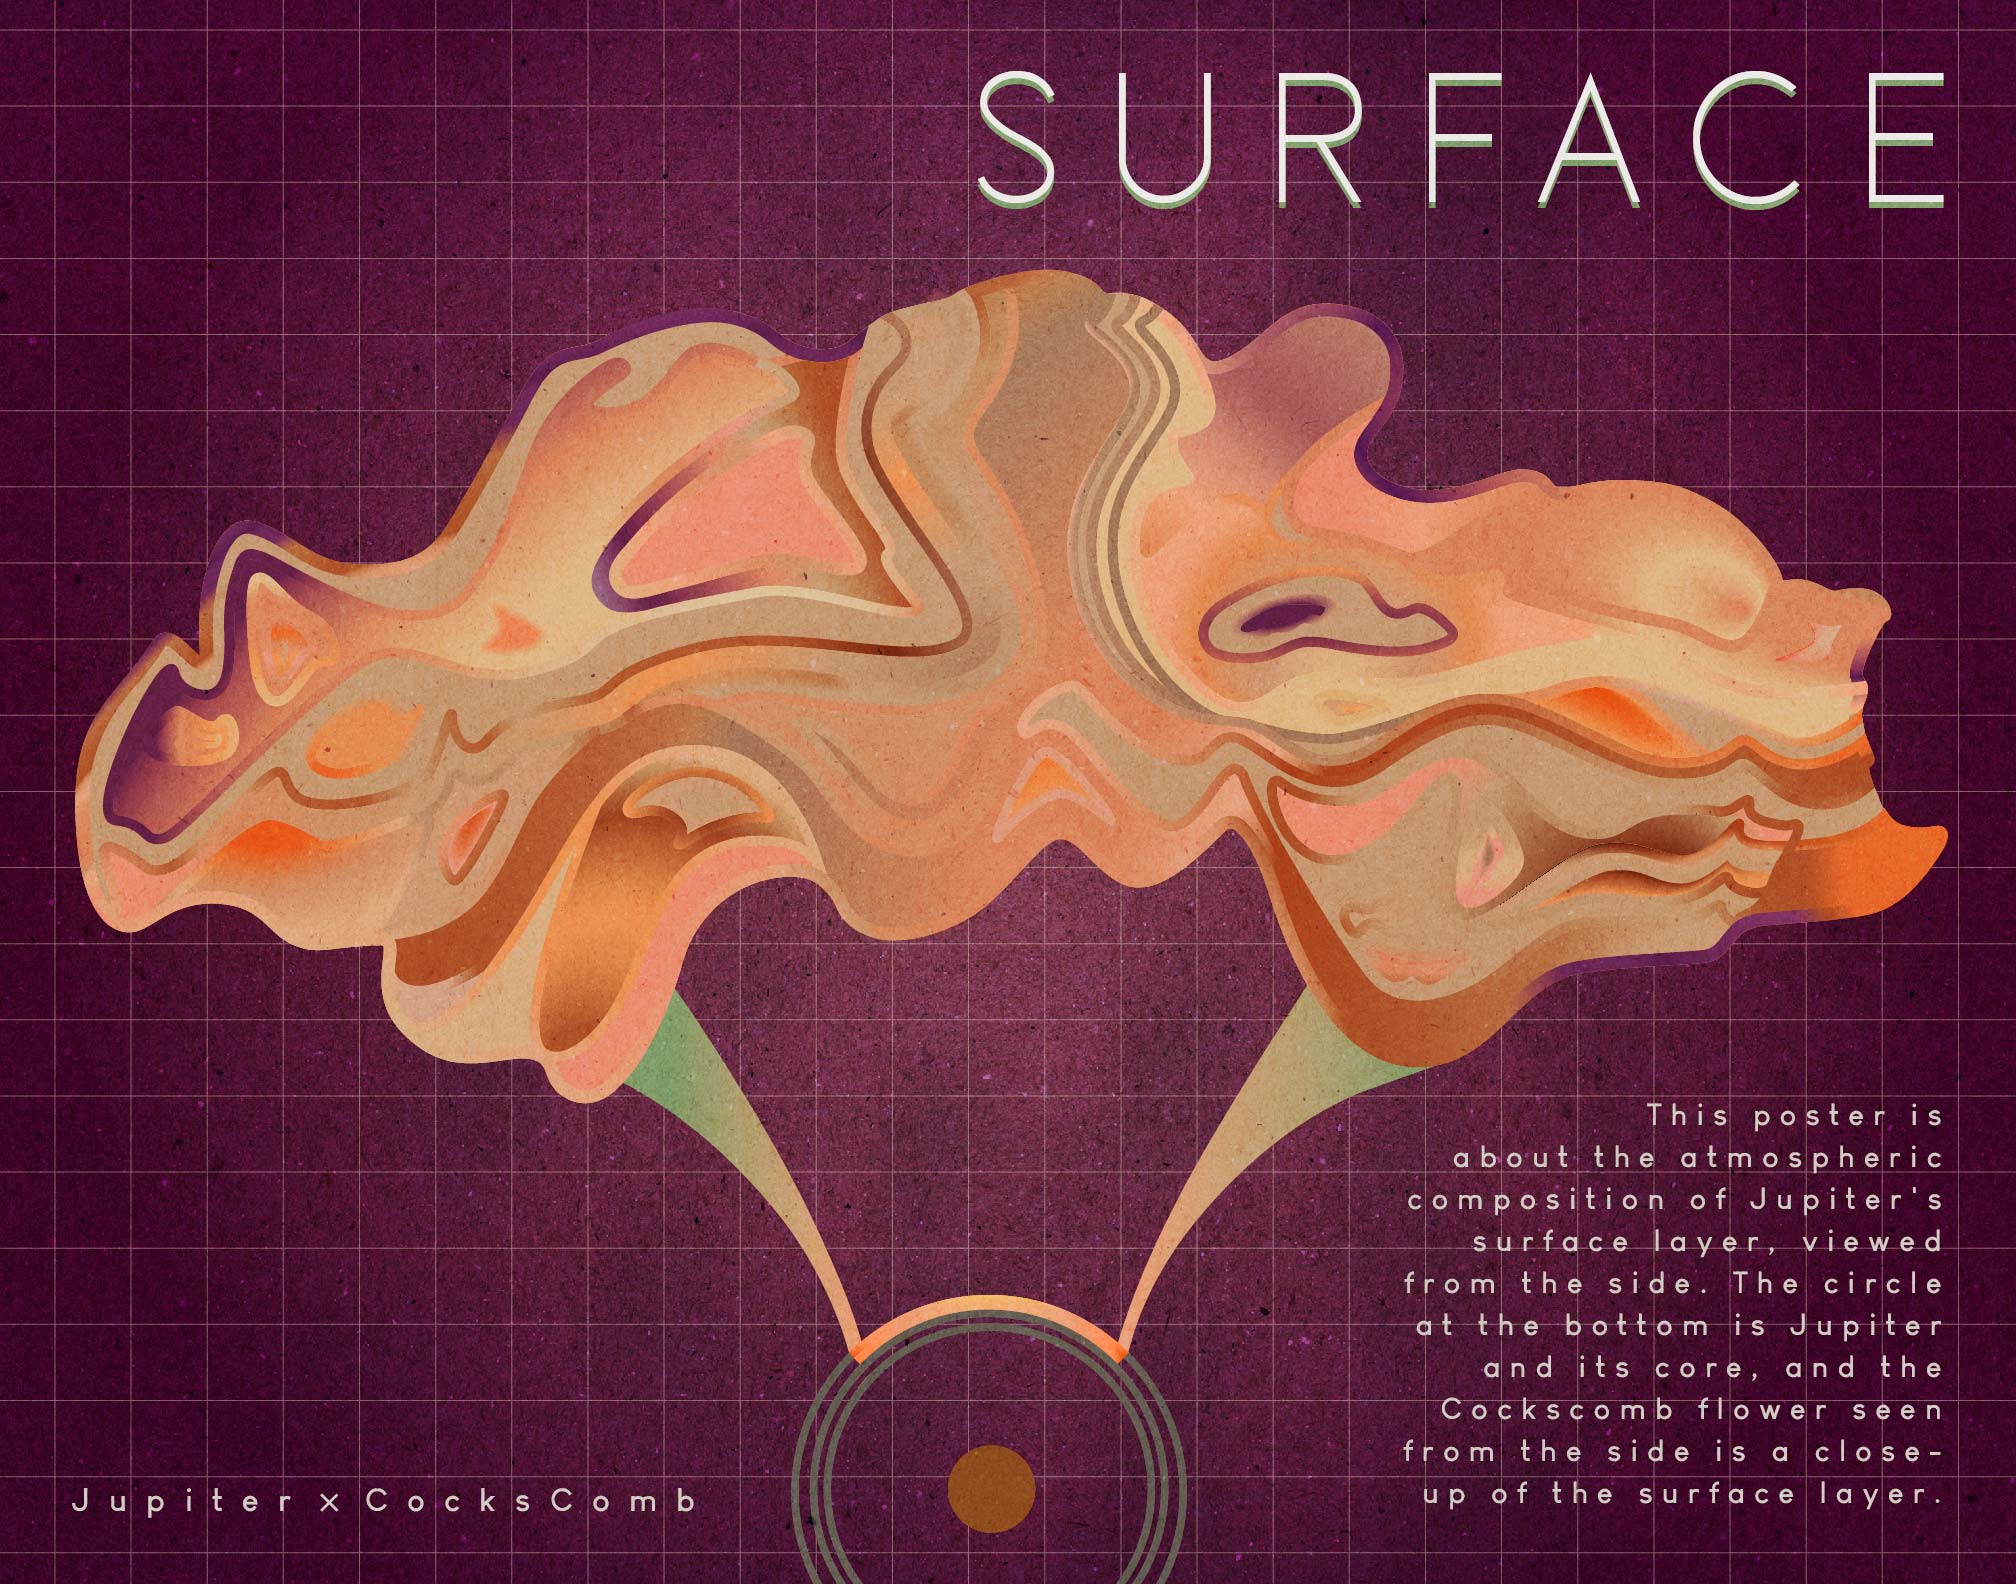 SURFACE
This poster is
about the atmospheric
composition of Jupiter's
surface layer, viewed
from the side. The circle
at the bottom is Jupiter
and its core, and the
Cockscomb flower seen
from the side is a close-
up of the surface layer.
Jupiter x CocksComb